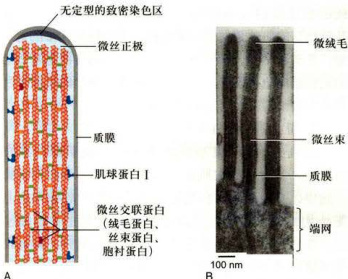 无定型的致密染色区
微丝正极
质膜
肌球蛋白 I
微丝交联蛋白
(绒毛蛋白、
丝束蛋白、
胞衬蛋白)
A
微绒毛
微丝束
质膜
端网
100 nm
B